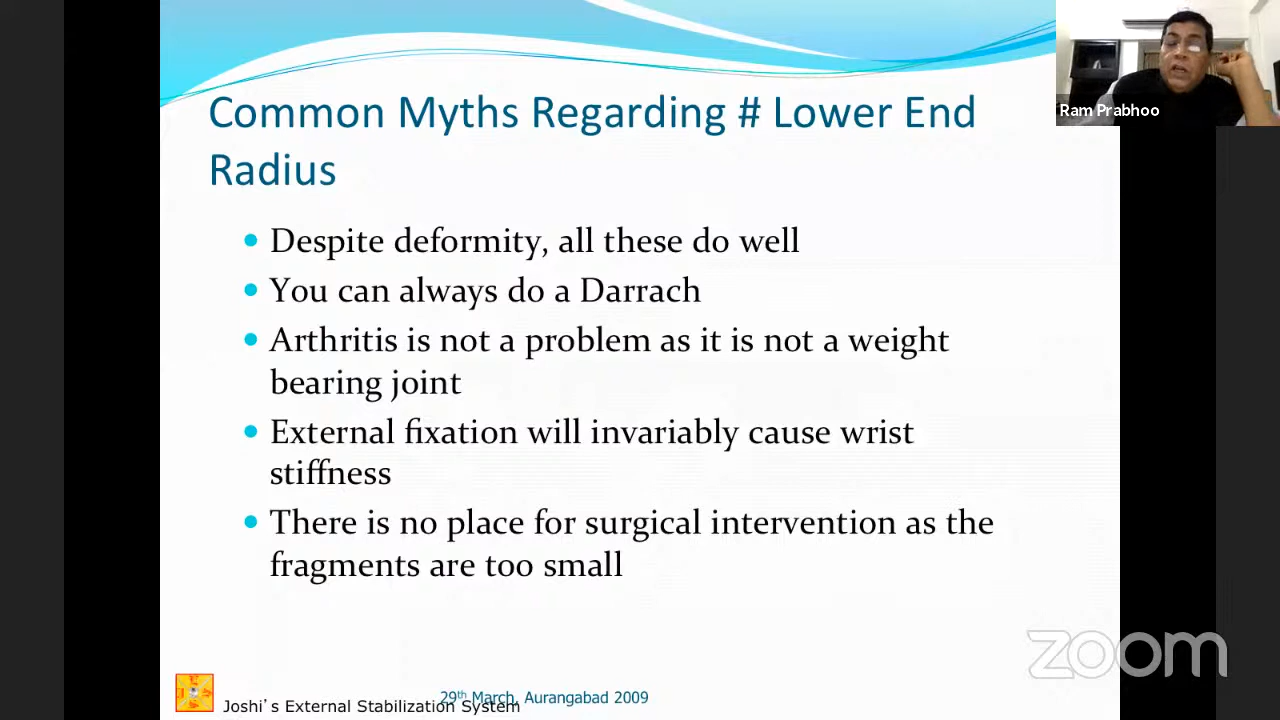 Common Myths Regarding # Lower End
Radius
Despite deformity, all these do well
You can always do a Darrach
Arthritis is not a problem as it is not a weight
bearing joint
External fixation will invariably cause wrist
stiffness
There is no place for surgical intervention as the
fragments are too small
29th March, Aurangabad 2009
Joshi's External Stabilization System
Ram Prabhoo
zoom